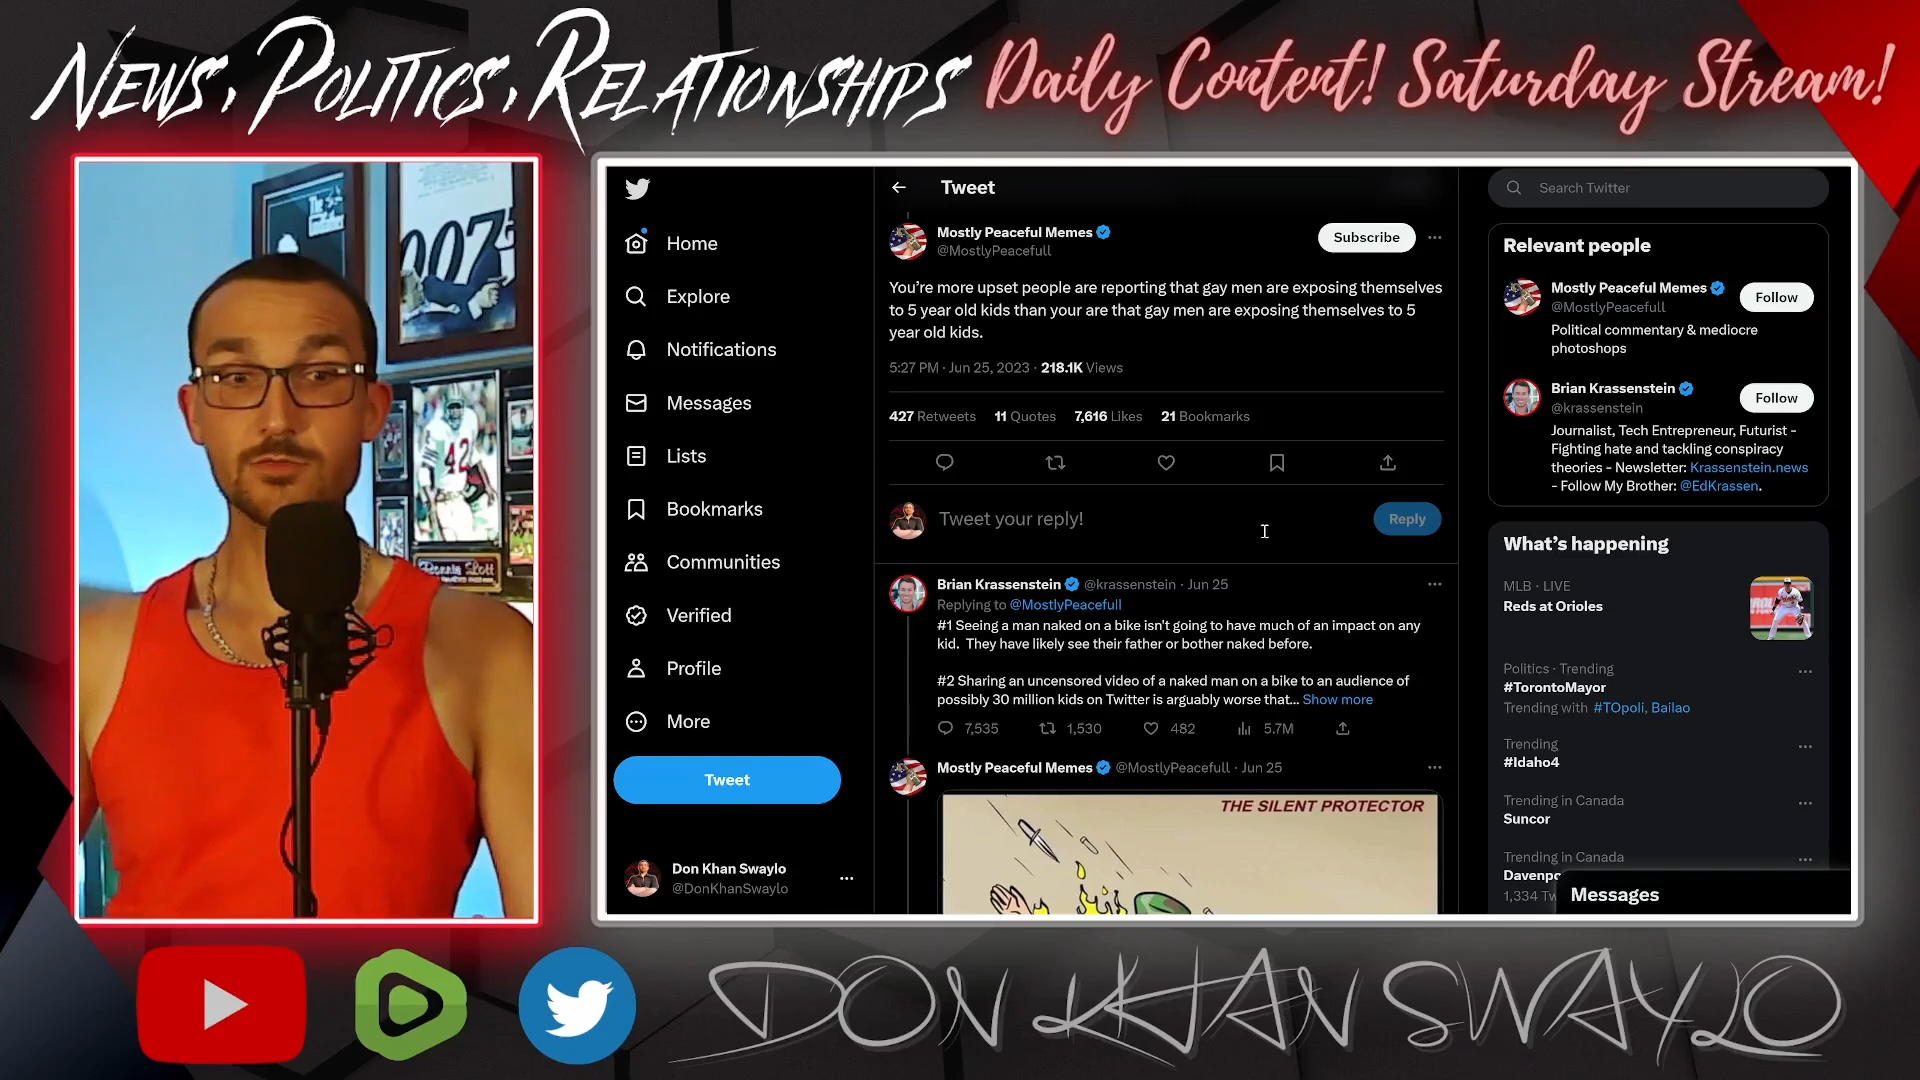 NEWS, POLITICS, RELATIONSHIPS
Daily Content! Saturday Stream!
The
007
42
Ronnie Lott
Home
Explore
Notifications
Messages
Lists
Bookmarks
Communities
Verified
Profile
More
Tweet
Don Khan Swaylo
@DonKhanSwaylo
Tweet
Mostly Peaceful Memes
@MostlyPeacefull
Subscribe
You're more upset people are reporting that gay men are exposing themselves
to 5 year old kids than your are that gay men are exposing themselves to 5
year old kids.
5:27 PM · Jun 25, 2023 · 218.1K Views
427 Retweets 11 Quotes 7,616 Likes 21 Bookmarks
Tweet your reply!
Reply
Brian Krassenstein @krassenstein · Jun 25
Replying to @MostlyPeacefull
#1 Seeing a man naked on a bike isn't going to have much of an impact on any
kid. They have likely see their father or bother naked before.
#2 Sharing an uncensored video of a naked man on a bike to an audience of
possibly 30 million kids on Twitter is arguably worse that... Show more
7,535 1,530 482 5.7M
Mostly Peaceful Memes @MostlyPeacefull · Jun 25
THE SILENT PROTECTOR
Search Twitter
Relevant people
Mostly Peaceful Memes
@MostlyPeacefull
Follow
Political commentary & mediocre
photoshops
Brian Krassenstein
@krassenstein
Follow
Journalist, Tech Entrepreneur, Futurist -
Fighting hate and tackling conspiracy
theories - Newsletter: Krassenstein.news
- Follow My Brother: @EdKrassen.
What's happening
MLB · LIVE
Reds at Orioles
Politics · Trending
#TorontoMayor
Trending with #TOpoli, Bailao
Trending
#Idaho4
Trending in Canada
Suncor
Trending in Canada
Davenpo
1,334 Tw
Messages
DON KHAN SWAYLO